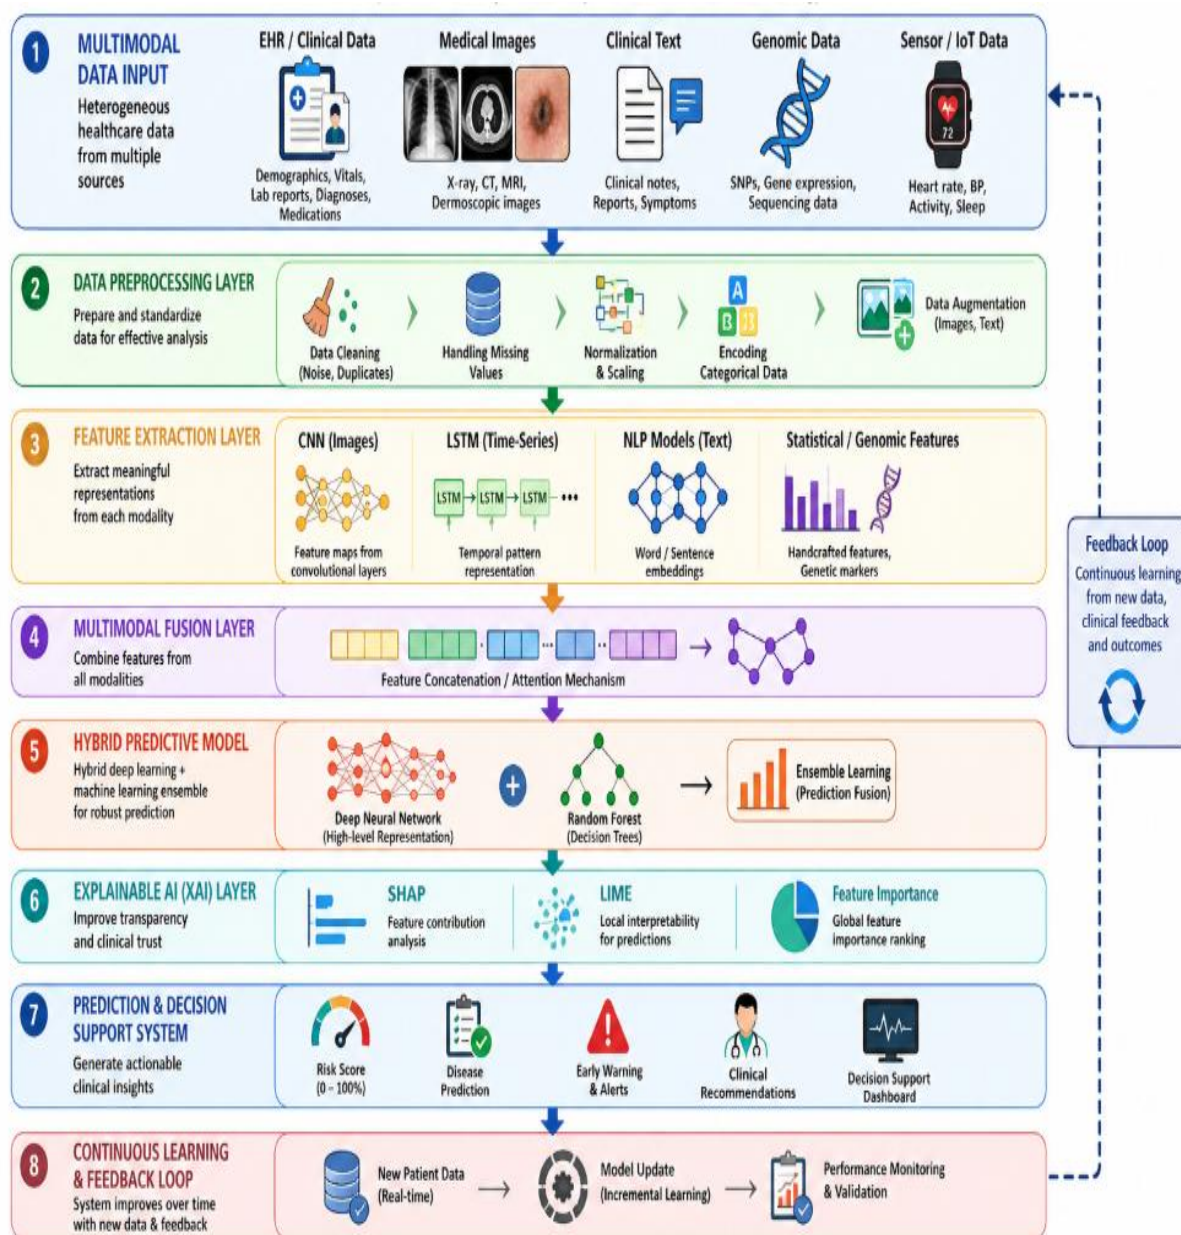 1
MULTIMODAL
DATA INPUT
Heterogeneous
healthcare data
from multiple
sources
EHR / Clinical Data
Demographics, Vitals,
Lab reports, Diagnoses,
Medications
Medical Images
X-ray, CT, MRI,
Dermoscopic images
Clinical Text
Clinical notes,
Reports, Symptoms
Genomic Data
SNPs, Gene expression,
Sequencing data
Sensor / IoT Data
72
Heart rate, BP,
Activity, Sleep
2
DATA PREPROCESSING LAYER
Prepare and standardize
data for effective analysis
Data Cleaning
(Noise, Duplicates)
Handling Missing
Values
Normalization
& Scaling
A
B
Encoding
Categorical Data
Data Augmentation
(Images, Text)
3
FEATURE EXTRACTION LAYER
Extract meaningful
representations
from each modality
CNN (Images)
Feature maps from
convolutional layers
LSTM (Time-Series)
LSTM LSTM LSTM
Temporal pattern
representation
NLP Models (Text)
Word / Sentence
embeddings
Statistical / Genomic Features
Handcrafted features,
Genetic markers
4
MULTIMODAL FUSION LAYER
Combine features from
all modalities
Feature Concatenation / Attention Mechanism
5
HYBRID PREDICTIVE MODEL
Hybrid deep learning +
machine learning ensemble
for robust prediction
Deep Neural Network
(High-level Representation)
+
Random Forest
(Decision Trees)
Ensemble Learning
(Prediction Fusion)
6
EXPLAINABLE AI (XAI) LAYER
Improve transparency
and clinical trust
SHAP
Feature contribution
analysis
LIME
Local interpretability
for predictions
Feature Importance
Global feature
importance ranking
7
PREDICTION & DECISION
SUPPORT SYSTEM
Generate actionable
clinical insights
Risk Score
(0 – 100%)
Disease
Prediction
Early Warning
& Alerts
Clinical
Recommendations
Decision Support
Dashboard
8
CONTINUOUS LEARNING
& FEEDBACK LOOP
System improves over time
with new data & feedback
New Patient Data
(Real-time)
Model Update
(Incremental Learning)
Performance Monitoring
& Validation
Feedback Loop
Continuous learning
from new data,
clinical feedback
and outcomes